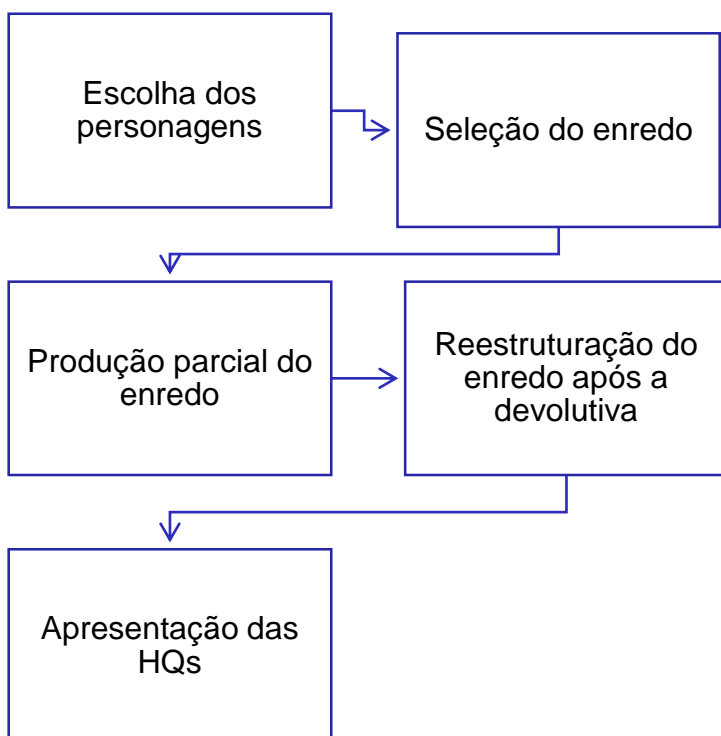 Escolha dos
personagens
Seleção do enredo
Produção parcial do
enredo
Reestruturação do
enredo após a
devolutiva
Apresentação das
HQs